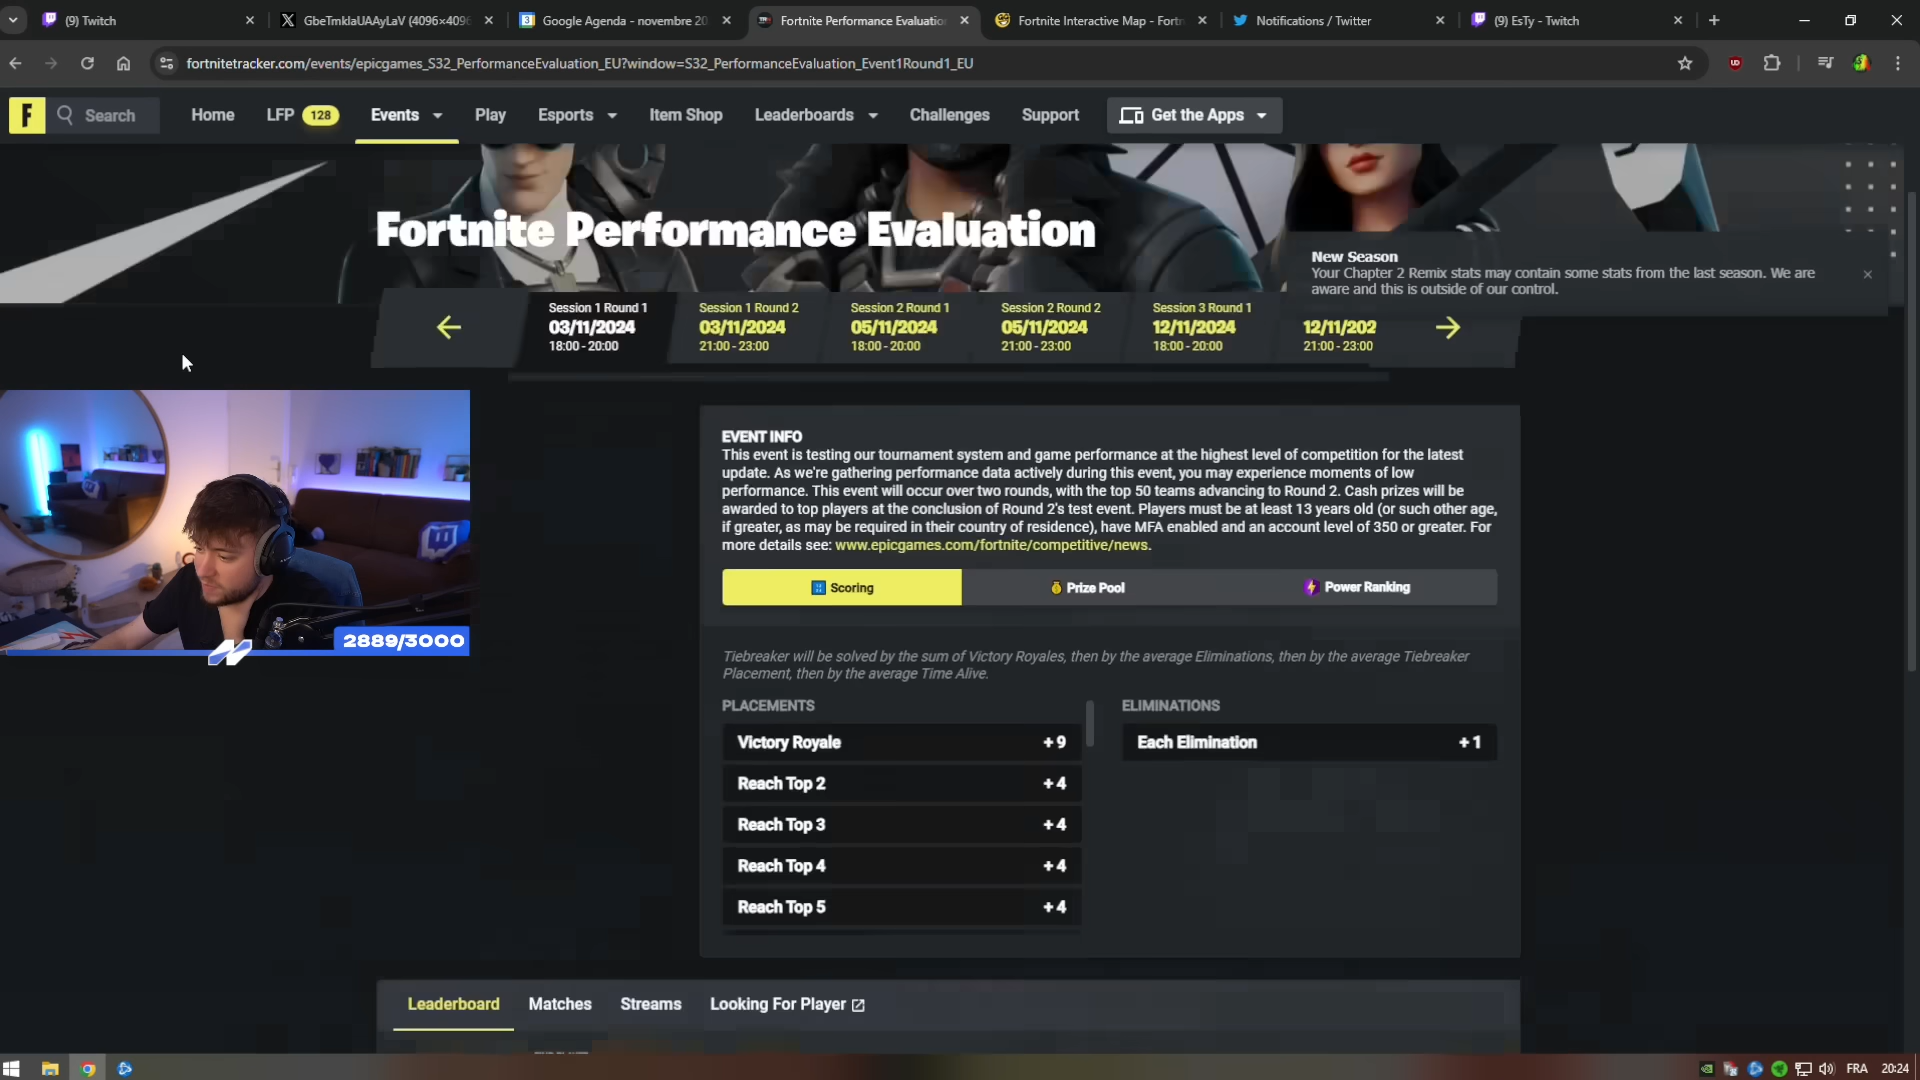 (9) Twitch
GbeTmklaUAAyLaV (4096×4096
Google Agenda - novembre 20
Fortnite Performance Evaluation
Fortnite Interactive Map - Fortn
Notifications / Twitter
(9) EsTy - Twitch
fortnitetracker.com/events/epicgames_S32_PerformanceEvaluation_EU?window=S32_PerformanceEvaluation_Event1Round1_EU
F Search Home LFP 128 Events Play Esports Item Shop Leaderboards Challenges Support Get the Apps
Fortnite Performance Evaluation
New Season
Your Chapter 2 Remix stats may contain some stats from the last season. We are
aware and this is outside of our control.
Session 1 Round 1
03/11/2024
18:00 - 20:00
Session 1 Round 2
03/11/2024
21:00 - 23:00
Session 2 Round 1
05/11/2024
18:00 - 20:00
Session 2 Round 2
05/11/2024
21:00 - 23:00
Session 3 Round 1
12/11/2024
18:00 - 20:00
12/11/202
21:00 - 23:00
EVENT INFO
This event is testing our tournament system and game performance at the highest level of competition for the latest
update. As we're gathering performance data actively during this event, you may experience moments of low
performance. This event will occur over two rounds, with the top 50 teams advancing to Round 2. Cash prizes will be
awarded to top players at the conclusion of Round 2's test event. Players must be at least 13 years old (or such other age,
if greater, as may be required in their country of residence), have MFA enabled and an account level of 350 or greater. For
more details see: www.epicgames.com/fortnite/competitive/news.
Scoring Prize Pool Power Ranking
2889/3000
Tiebreaker will be solved by the sum of Victory Royales, then by the average Eliminations, then by the average Tiebreaker
Placement, then by the average Time Alive.
PLACEMENTS
Victory Royale +9
Reach Top 2 +4
Reach Top 3 +4
Reach Top 4 +4
Reach Top 5 +4
ELIMINATIONS
Each Elimination +1
Leaderboard Matches Streams Looking For Player
FRA 20:24